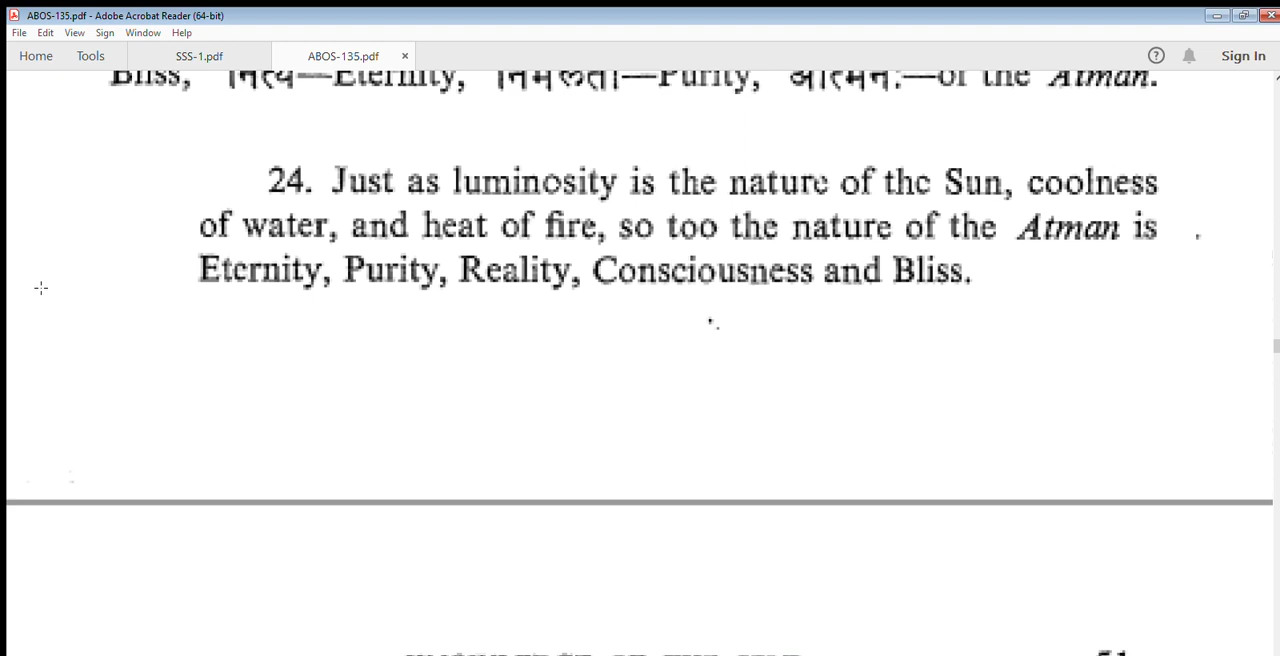 ABOS-135.pdf - Adobe Acrobat Reader (64-bit)
File Edit View Sign Window Help
Home Tools SSS-1.pdf ABOS-135.pdf × Sign In
Bliss, नित्य—Eternity, निर्मलता—Purity, आत्मनः—of the Atman.
24. Just as luminosity is the nature of the Sun, coolness
of water, and heat of fire, so too the nature of the Atman is
Eternity, Purity, Reality, Consciousness and Bliss.
51